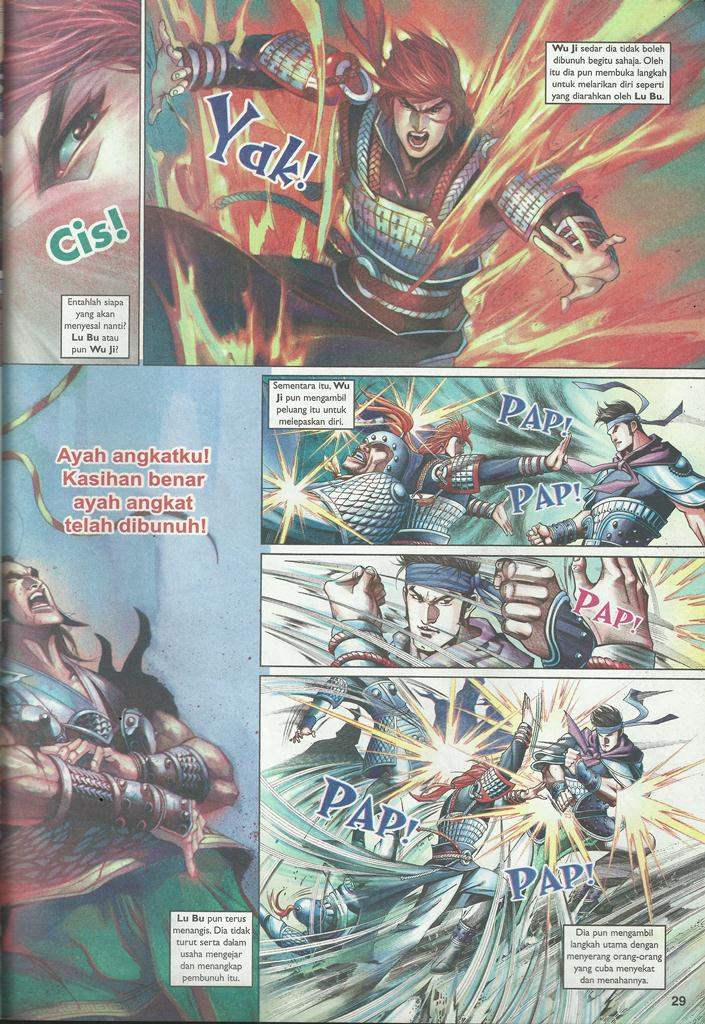 Cis!
Entahlah siapa
yang akan
menyesal nanti?
Lu Bu atau
pun Wu Ji?
Yak!
Wu Ji sedar dia tidak boleh
dibunuh begitu sahaja. Oleh
itu dia pun membuka langkah
untuk melarikan diri seperti
yang diarahkan oleh Lu Bu.
Ayah angkatku!
Kasihan benar
ayah angkat
telah dibunuh!
Lu Bu pun terus
menangis. Dia tidak
turut serta dalam
usaha mengejar
dan menangkap
pembunuh itu.
Sementara itu, Wu
Ji pun mengambil
peluang itu untuk
melepaskan diri.
PAP!
PAP!
PAP!
PAP!
PAP!
Dia pun mengambil
langkah utama dengan
menyerang orang-orang
yang cuba menyekat
dan menahannya.
29